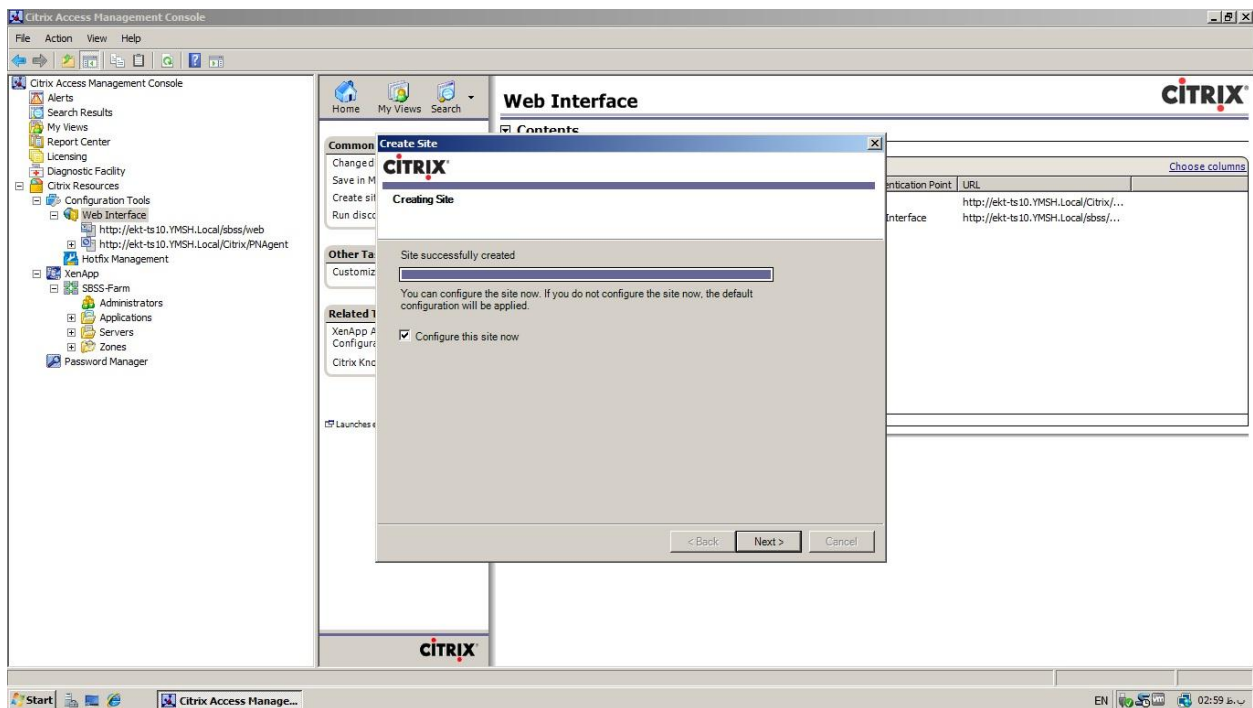 Citrix Access Management Console
File Action View Help
Citrix Access Management Console
Alerts
Search Results
My Views
Report Center
Licensing
Diagnostic Facility
Citrix Resources
Configuration Tools
Web Interface
http://ekt-ts10.YMSH.Local/sbss/web
http://ekt-ts10.YMSH.Local/Citrix/PNAgent
Hotfix Management
XenApp
SBSS-Farm
Administrators
Applications
Servers
Zones
Password Manager
Home My Views Search
Common
Change d
Save in M
Create sit
Run disco
Other Ta
Customiz
Related T
XenApp A
Configura
Citrix Kno
Launches e
CITRIX
Web Interface
CITRIX
Contents
Choose columns
entication Point URL
http://ekt-ts10.YMSH.Local/Citrix/...
Interface http://ekt-ts10.YMSH.Local/sbss/...
Create Site
CITRIX
Creating Site
Site successfully created
You can configure the site now. If you do not configure the site now, the default
configuration will be applied.
Configure this site now
< Back Next > Cancel
Start Citrix Access Manage... EN 02:59 ب.ظ